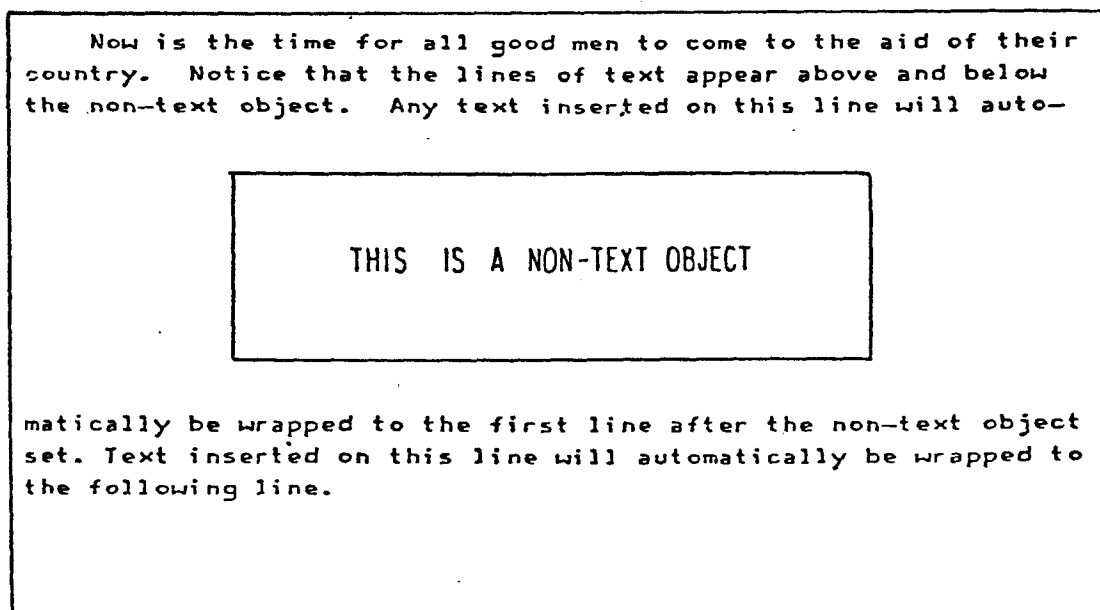 Now is the time for all good men to come to the aid of their
country. Notice that the lines of text appear above and below
the non-text object. Any text inserted on this line will auto-
THIS IS A NON-TEXT OBJECT
matically be wrapped to the first line after the non-text object
set. Text inserted on this line will automatically be wrapped to
the following line.